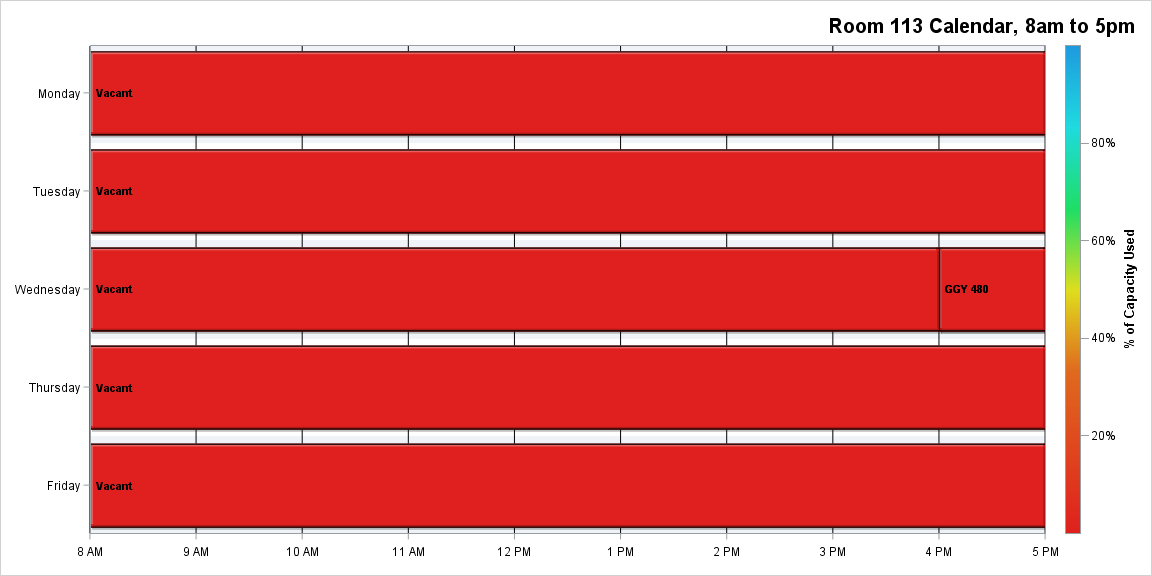 Room 113 Calendar, 8am to 5pm
Monday
Vacant
Tuesday
Vacant
Wednesday
Vacant
GGY 480
Thursday
Vacant
Friday
Vacant
8 AM 9 AM 10 AM 11 AM 12 PM 1 PM 2 PM 3 PM 4 PM 5 PM
80%
60%
40%
20%
% of Capacity Used